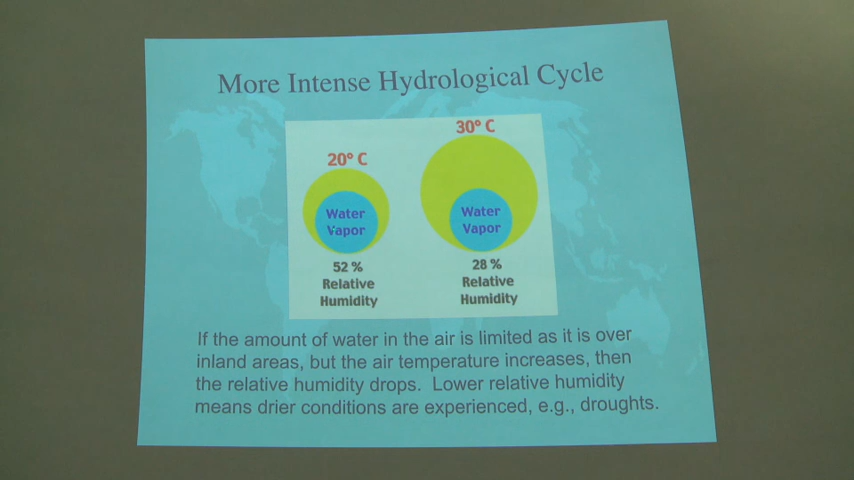 More Intense Hydrological Cycle
30° C
20° C
Water
Vapor
Water
Vapor
52 %
Relative
Humidity
28 %
Relative
Humidity
If the amount of water in the air is limited as it is over
inland areas, but the air temperature increases, then
the relative humidity drops.  Lower relative humidity
means drier conditions are experienced, e.g., droughts.